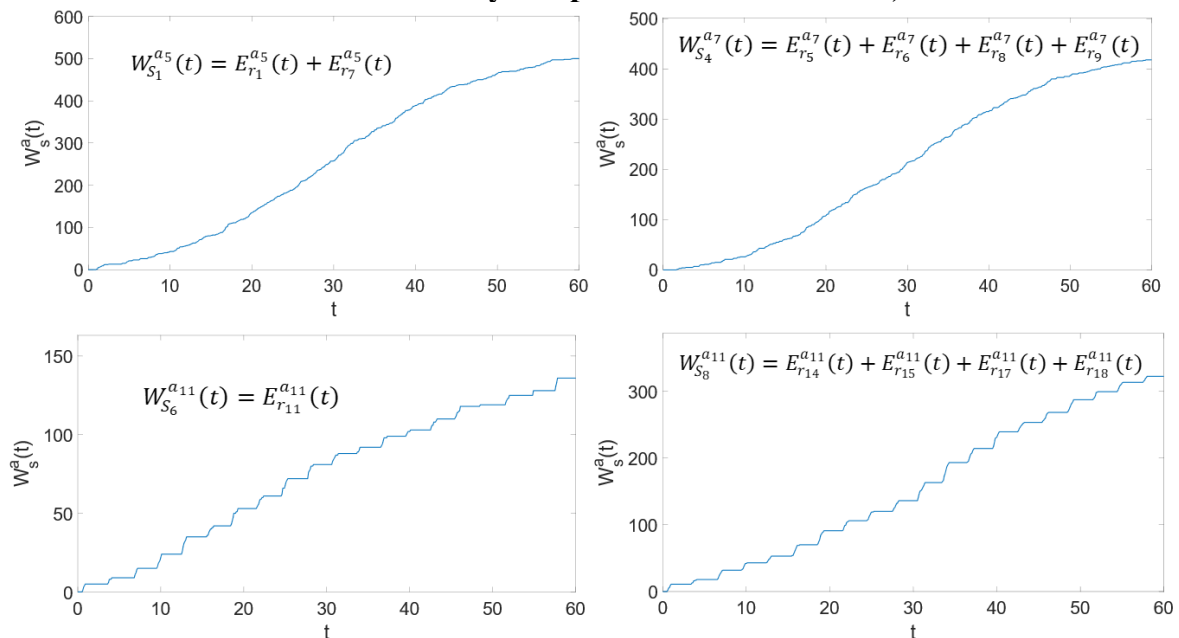 W_{S_1}^{a_5}(t) = E_{r_1}^{a_5}(t) + E_{r_7}^{a_5}(t)
600
500
400
300
200
100
0
W_s^a(t)
0 10 20 30 40 50 60
t
W_{S_4}^{a_7}(t) = E_{r_5}^{a_7}(t) + E_{r_6}^{a_7}(t) + E_{r_8}^{a_7}(t) + E_{r_9}^{a_7}(t)
500
400
300
200
100
0
W_s^a(t)
0 10 20 30 40 50 60
t
W_{S_6}^{a_{11}}(t) = E_{r_{11}}^{a_{11}}(t)
150
100
50
0
W_s^a(t)
0 10 20 30 40 50 60
t
W_{S_8}^{a_{11}}(t) = E_{r_{14}}^{a_{11}}(t) + E_{r_{15}}^{a_{11}}(t) + E_{r_{17}}^{a_{11}}(t) + E_{r_{18}}^{a_{11}}(t)
300
200
100
0
W_s^a(t)
0 10 20 30 40 50 60
t